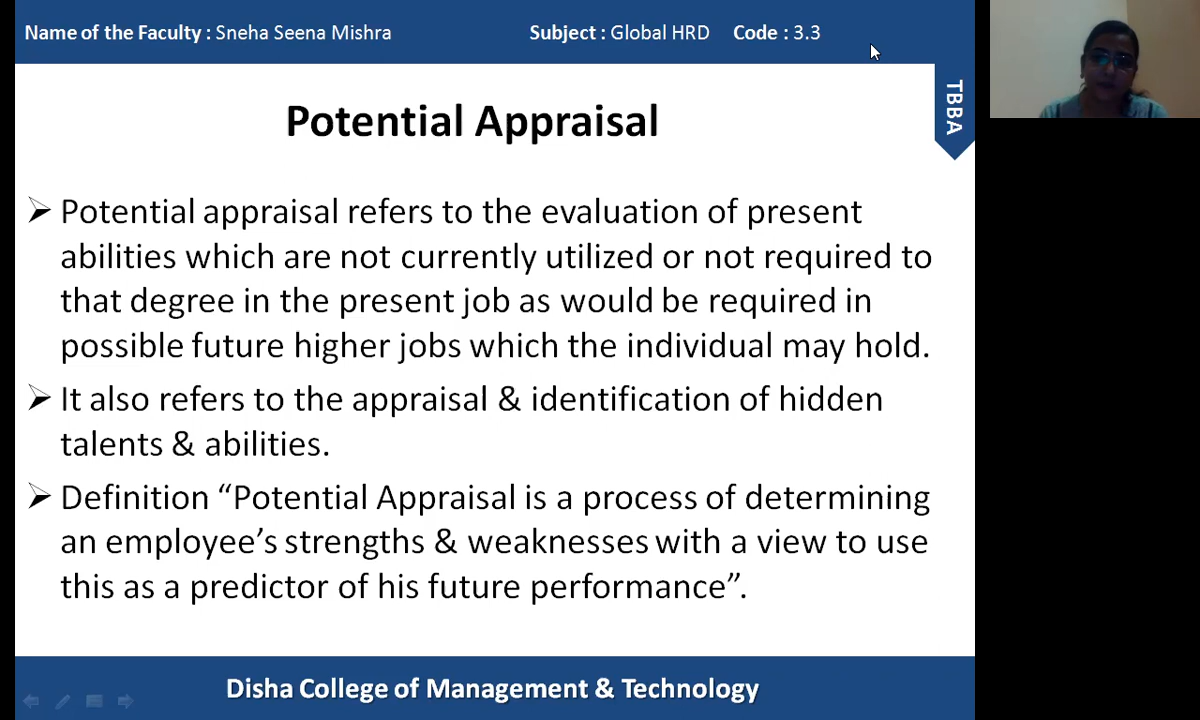 Name of the Faculty : Sneha Seena Mishra Subject : Global HRD Code : 3.3
TBBA
Potential Appraisal
➢ Potential appraisal refers to the evaluation of present
abilities which are not currently utilized or not required to
that degree in the present job as would be required in
possible future higher jobs which the individual may hold.
➢ It also refers to the appraisal & identification of hidden
talents & abilities.
➢ Definition “Potential Appraisal is a process of determining
an employee’s strengths & weaknesses with a view to use
this as a predictor of his future performance”.
Disha College of Management & Technology